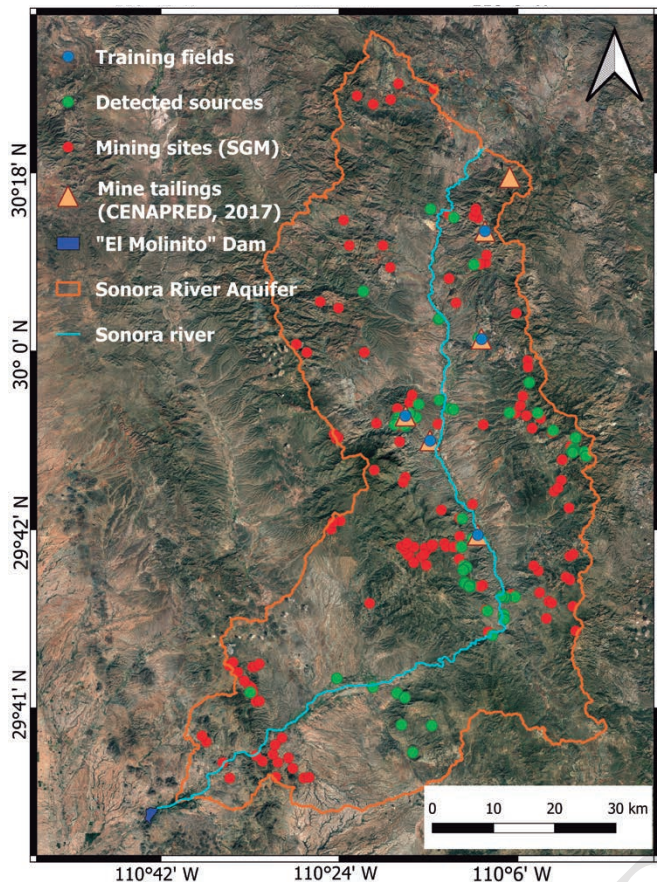 Training fields
Detected sources
Mining sites (SGM)
Mine tailings
(CENAPRED, 2017)
"El Molinito" Dam
Sonora River Aquifer
Sonora river
30°18' N
30° 0' N
29°42' N
29°41' N
0 10 20 30 km
110°42' W 110°24' W 110°6' W